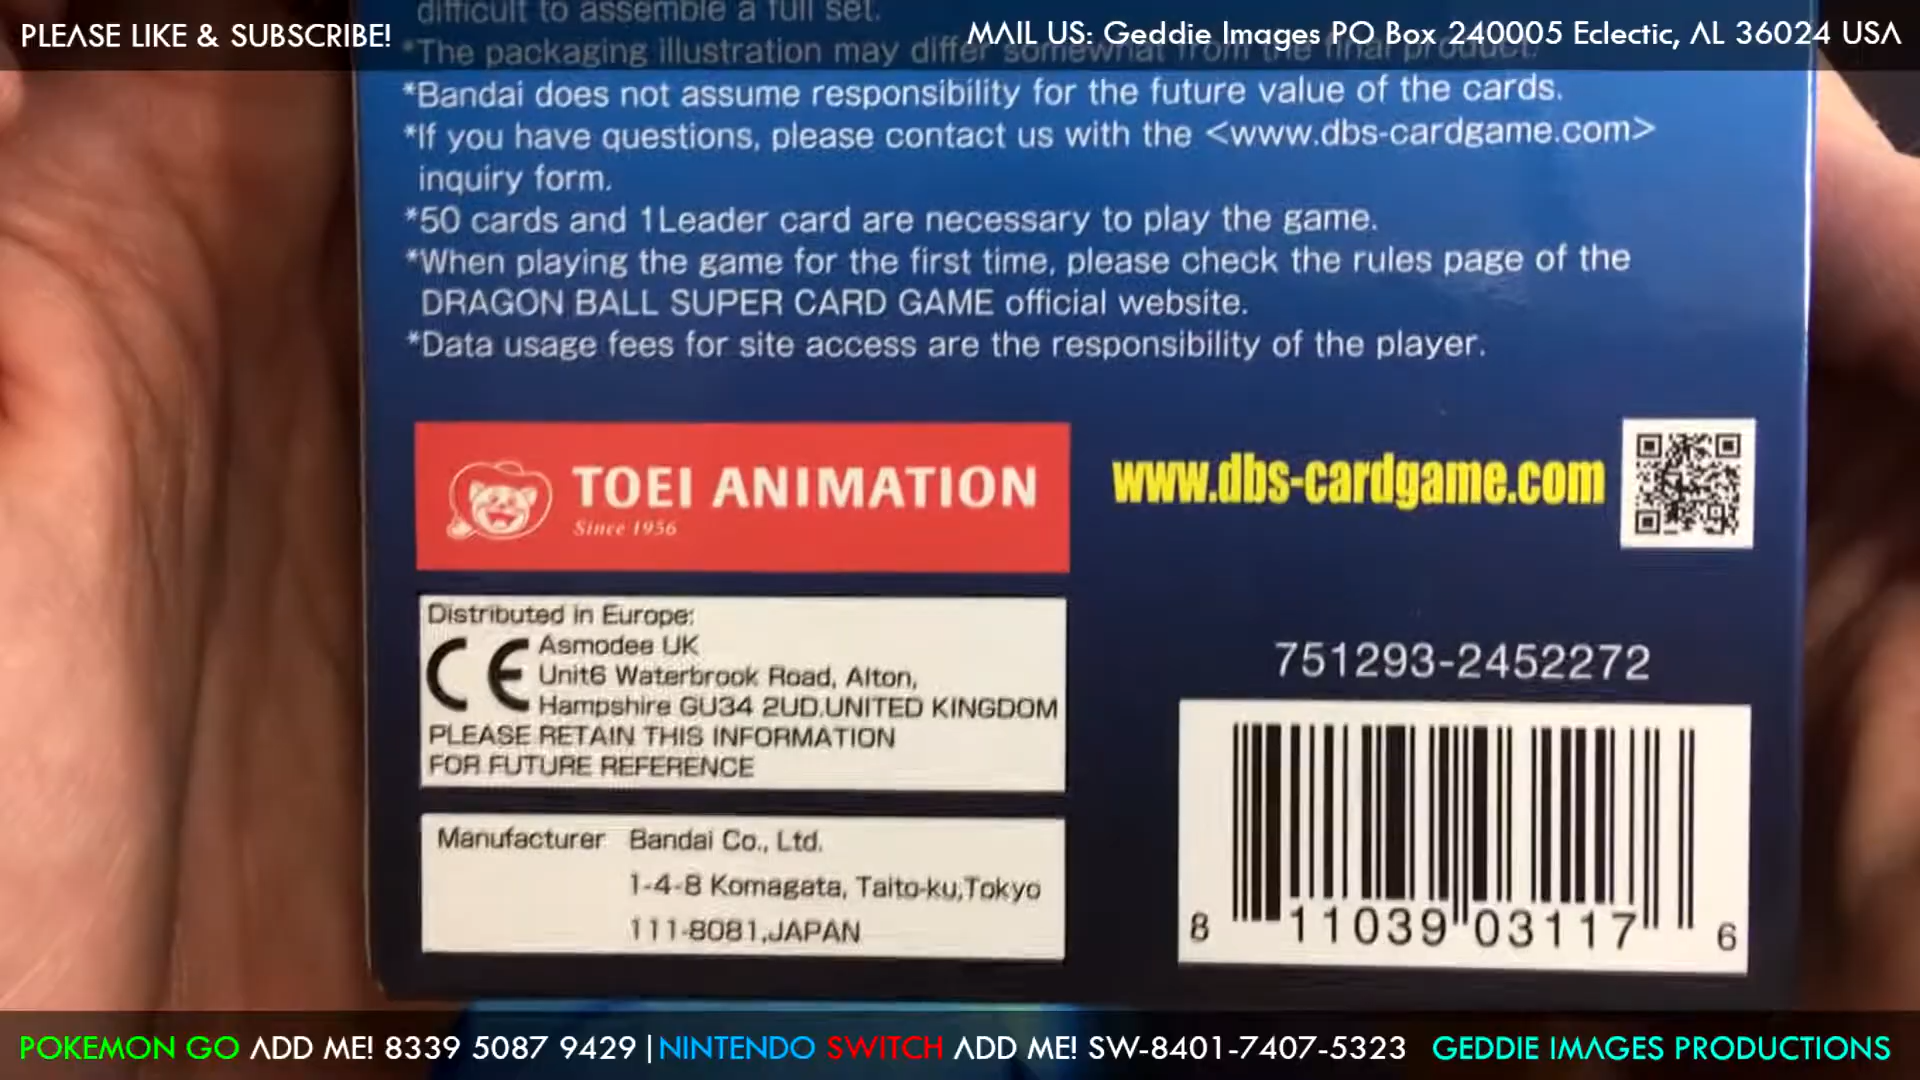 PLEASE LIKE & SUBSCRIBE!
MAIL US: Geddie Images PO Box 240005 Eclectic, AL 36024 USA
difficult to assemble a full set.
*The packaging illustration may differ somewhat from the final product.
*Bandai does not assume responsibility for the future value of the cards.
*If you have questions, please contact us with the <www.dbs-cardgame.com>
inquiry form.
*50 cards and 1Leader card are necessary to play the game.
*When playing the game for the first time, please check the rules page of the
DRAGON BALL SUPER CARD GAME official website.
*Data usage fees for site access are the responsibility of the player.
TOEI ANIMATION
Since 1956
www.dbs-cardgame.com
Distributed in Europe:
CE
Asmodee UK
Unit6 Waterbrook Road, Alton,
Hampshire GU34 2UD.UNITED KINGDOM
PLEASE RETAIN THIS INFORMATION
FOR FUTURE REFERENCE
Manufacturer Bandai Co., Ltd.
1-4-8 Komagata, Taito-ku,Tokyo
111-8081,JAPAN
751293-2452272
8 11039 03117 6
POKEMON GO ADD ME! 8339 5087 9429 | NINTENDO SWITCH ADD ME! SW-8401-7407-5323 GEDDIE IMAGES PRODUCTIONS